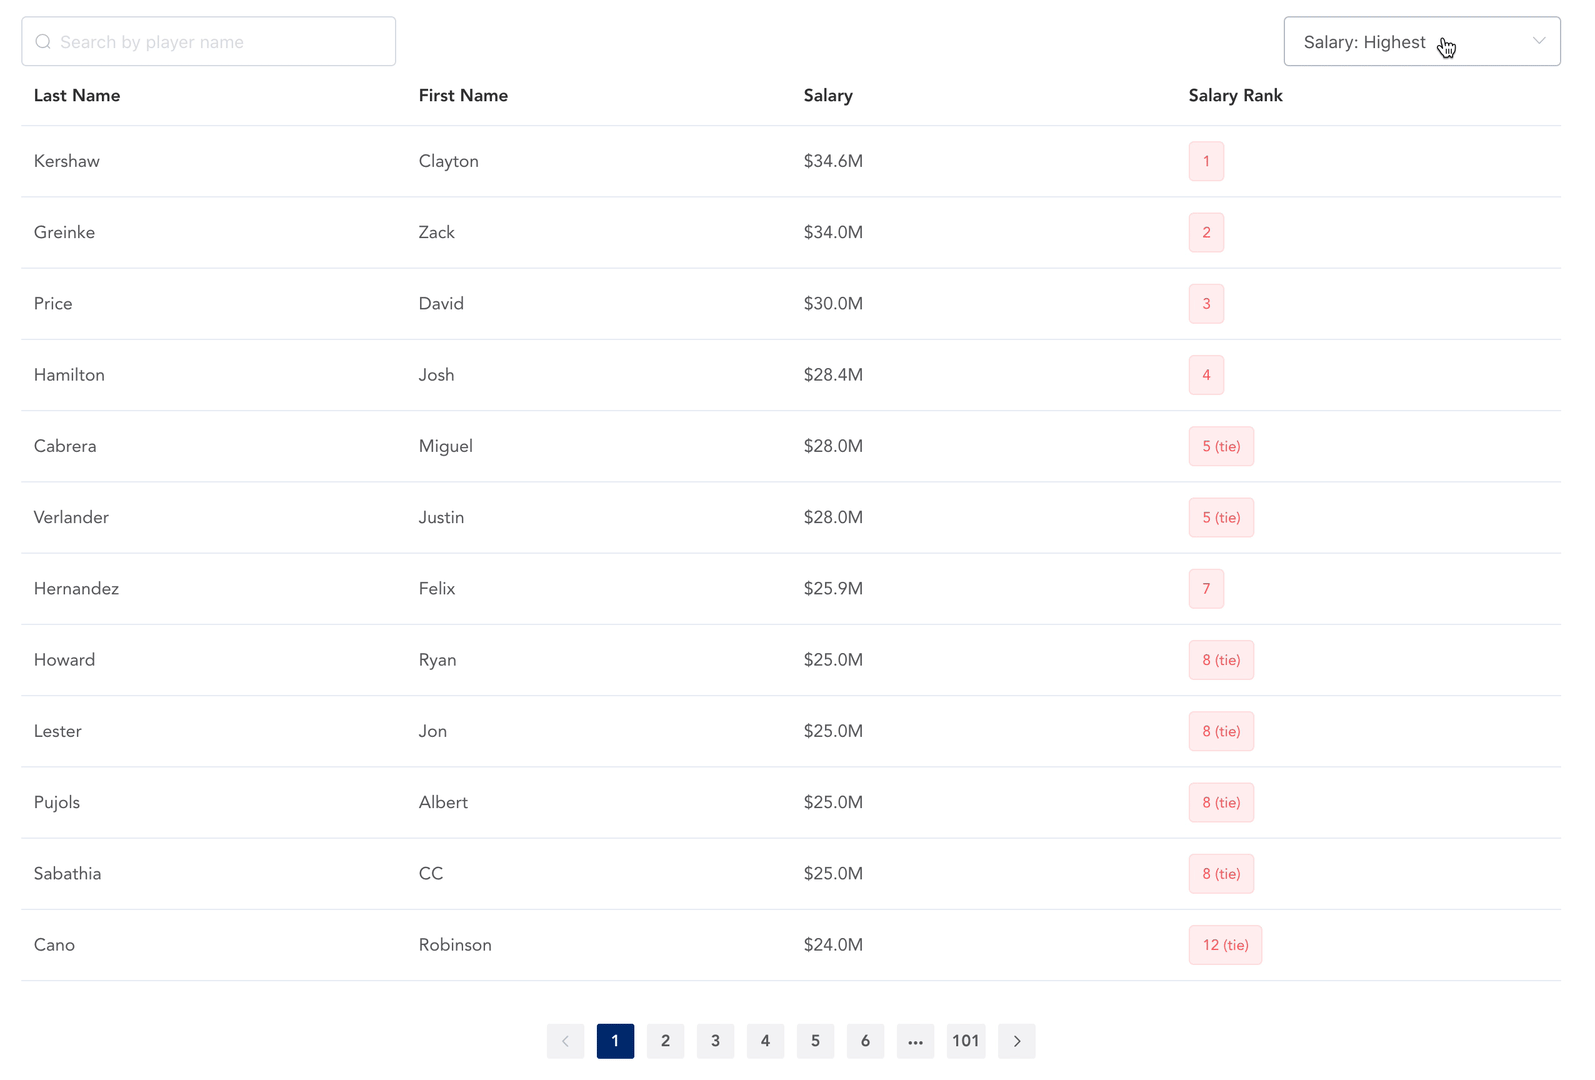 Search by player name
Salary: Highest
Last Name First Name Salary Salary Rank
Kershaw Clayton $34.6M 1
Greinke Zack $34.0M 2
Price David $30.0M 3
Hamilton Josh $28.4M 4
Cabrera Miguel $28.0M 5 (tie)
Verlander Justin $28.0M 5 (tie)
Hernandez Felix $25.9M 7
Howard Ryan $25.0M 8 (tie)
Lester Jon $25.0M 8 (tie)
Pujols Albert $25.0M 8 (tie)
Sabathia CC $25.0M 8 (tie)
Cano Robinson $24.0M 12 (tie)
1 2 3 4 5 6 ... 101